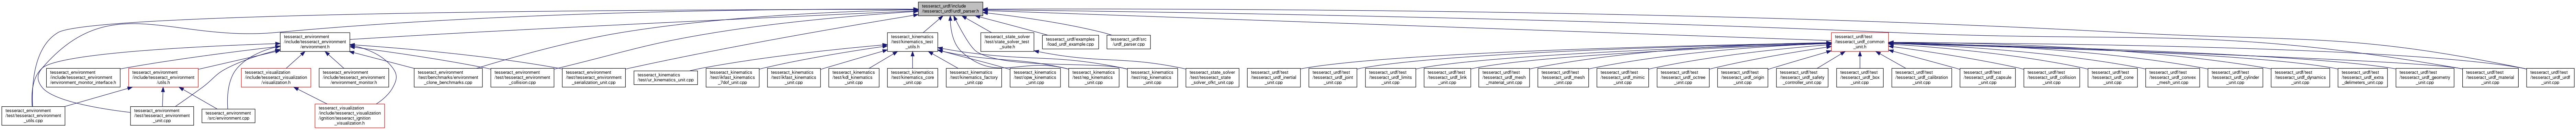 tesseract_urdf/include
/tesseract_urdf/urdf_parser.h
tesseract_environment
/include/tesseract_environment
/environment.h
tesseract_kinematics
/test/kinematics_test
_utils.h
tesseract_state_solver
/test/state_solver_test
_suite.h
tesseract_urdf/examples
/load_urdf_example.cpp
tesseract_urdf/src
/urdf_parser.cpp
tesseract_urdf/test
/tesseract_urdf_common
_unit.h
tesseract_environment
/include/tesseract_environment
/environment_monitor_interface.h
tesseract_environment
/include/tesseract_environment
/utils.h
tesseract_visualization
/include/tesseract_visualization
/visualization.h
tesseract_environment
/include/tesseract_environment
/environment_monitor.h
tesseract_environment
/test/benchmarks/environment
_clone_benchmarks.cpp
tesseract_environment
/test/tesseract_environment
_collision.cpp
tesseract_environment
/test/tesseract_environment
_serialization_unit.cpp
tesseract_kinematics
/test/ur_kinematics_unit.cpp
tesseract_kinematics
/test/ikfast_kinematics
_7dof_unit.cpp
tesseract_kinematics
/test/ikfast_kinematics
_unit.cpp
tesseract_kinematics
/test/kdl_kinematics
_unit.cpp
tesseract_kinematics
/test/kinematics_core
_unit.cpp
tesseract_kinematics
/test/kinematics_factory
_unit.cpp
tesseract_kinematics
/test/opw_kinematics
_unit.cpp
tesseract_kinematics
/test/rep_kinematics
_unit.cpp
tesseract_kinematics
/test/rop_kinematics
_unit.cpp
tesseract_state_solver
/test/tesseract_state
_solver_ofkt_unit.cpp
tesseract_urdf/test
/tesseract_urdf_inertial
_unit.cpp
tesseract_urdf/test
/tesseract_urdf_joint
_unit.cpp
tesseract_urdf/test
/tesseract_urdf_limits
_unit.cpp
tesseract_urdf/test
/tesseract_urdf_link
_unit.cpp
tesseract_urdf/test
/tesseract_urdf_mesh
_material_unit.cpp
tesseract_urdf/test
/tesseract_urdf_mesh
_unit.cpp
tesseract_urdf/test
/tesseract_urdf_mimic
_unit.cpp
tesseract_urdf/test
/tesseract_urdf_octree
_unit.cpp
tesseract_urdf/test
/tesseract_urdf_origin
_unit.cpp
tesseract_urdf/test
/tesseract_urdf_safety
_controller_unit.cpp
tesseract_urdf/test
/tesseract_urdf_box
_unit.cpp
tesseract_urdf/test
/tesseract_urdf_calibration
_unit.cpp
tesseract_urdf/test
/tesseract_urdf_capsule
_unit.cpp
tesseract_urdf/test
/tesseract_urdf_collision
_unit.cpp
tesseract_urdf/test
/tesseract_urdf_cone
_unit.cpp
tesseract_urdf/test
/tesseract_urdf_convex
_mesh_unit.cpp
tesseract_urdf/test
/tesseract_urdf_cylinder
_unit.cpp
tesseract_urdf/test
/tesseract_urdf_dynamics
_unit.cpp
tesseract_urdf/test
/tesseract_urdf_extra
_delimeters_unit.cpp
tesseract_urdf/test
/tesseract_urdf_geometry
_unit.cpp
tesseract_urdf/test
/tesseract_urdf_material
_unit.cpp
tesseract_urdf/test
/tesseract_urdf_urdf
_unit.cpp
tesseract_environment
/test/tesseract_environment
_utils.cpp
tesseract_environment
/test/tesseract_environment
_unit.cpp
tesseract_environment
/src/environment.cpp
tesseract_visualization
/include/tesseract_visualization
/ignition/tesseract_ignition
_visualization.h